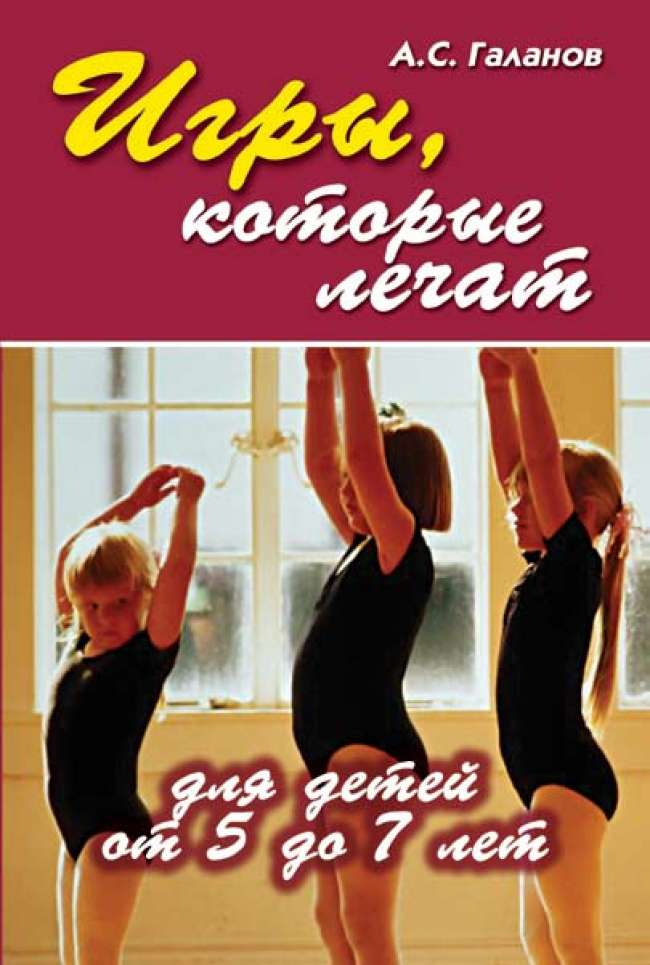 А.С. Галанов
Игры,
которые
лечат
для детей
от 5 до 7 лет